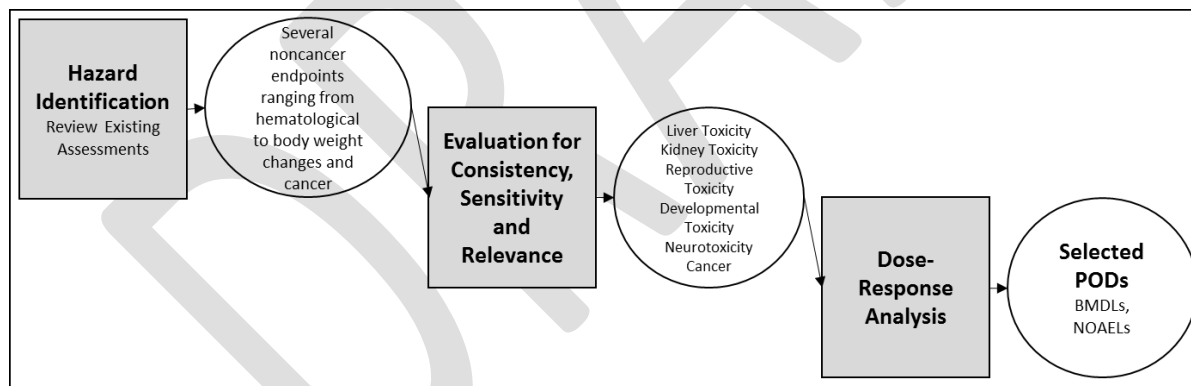 Hazard
Identification
Review Existing
Assessments
Several
noncancer
endpoints
ranging from
hematological
to body weight
changes and
cancer
Evaluation for
Consistency,
Sensitivity
and
Relevance
Liver Toxicity
Kidney Toxicity
Reproductive
Toxicity
Developmental
Toxicity
Neurotoxicity
Cancer
Dose-
Response
Analysis
Selected
PODs
BMDLs,
NOAELs